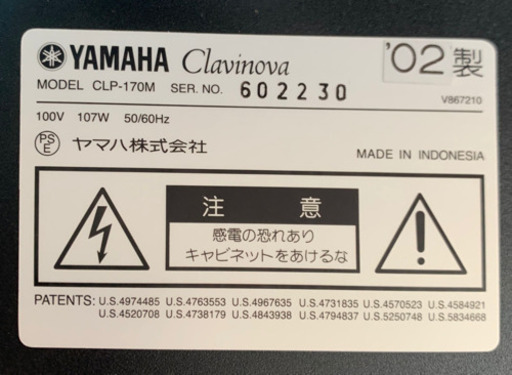 YAMAHA Clavinova '02製
MODEL CLP-170M SER. NO. 602230
V867210
100V 107W 50/60Hz
PSE ヤマハ株式会社
MADE IN INDONESIA
注 意
感電の恐れあり
キャビネットをあけるな
PATENTS: U.S.4974485 U.S.4763553 U.S.4967635 U.S.4731835 U.S.4570523 U.S.4584921
U.S.4520708 U.S.4738179 U.S.4843938 U.S.4794837 U.S.5250748 U.S.5834668